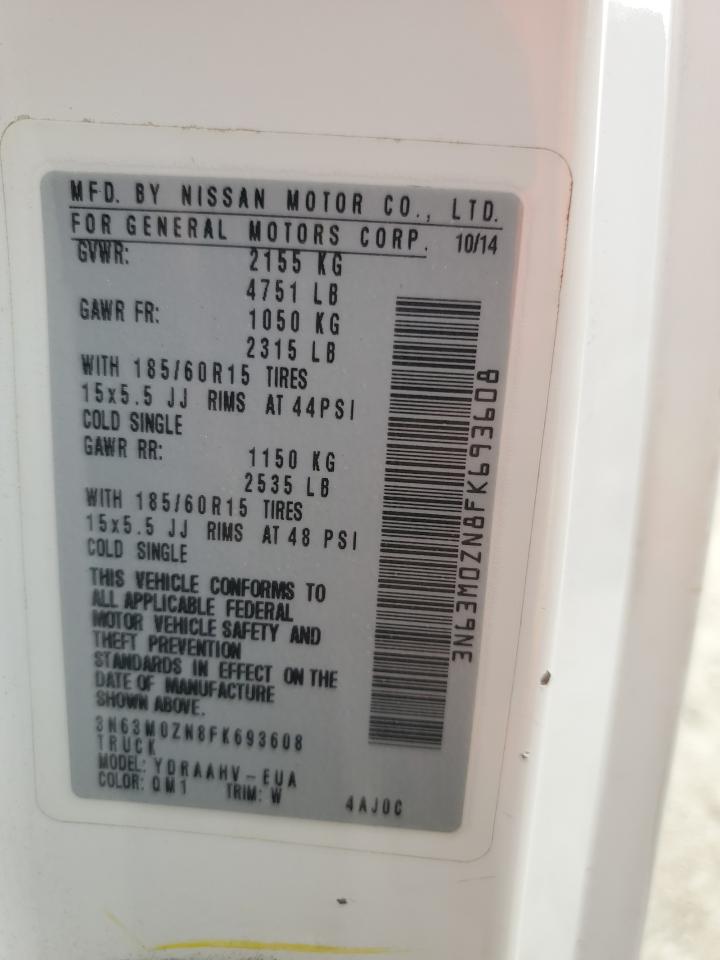 MFD. BY NISSAN MOTOR CO., LTD.
FOR GENERAL MOTORS CORP. 10/14
GVWR: 2155 KG
4751 LB
GAWR FR: 1050 KG
2315 LB
WITH 185/60R15 TIRES
15x5.5 JJ RIMS AT 44PSI
COLD SINGLE
GAWR RR: 1150 KG
2535 LB
WITH 185/60R15 TIRES
15x5.5 JJ RIMS AT 48 PSI
COLD SINGLE
THIS VEHICLE CONFORMS TO
ALL APPLICABLE FEDERAL
MOTOR VEHICLE SAFETY AND
THEFT PREVENTION
STANDARDS IN EFFECT ON THE
DATE OF MANUFACTURE
SHOWN ABOVE.
3N63M0ZN8FK693608
TRUCK
MODEL: YDRAAHV-EUA
COLOR: QM1 TRIM: W 4AJ0C
3N63M0ZN8FK693608